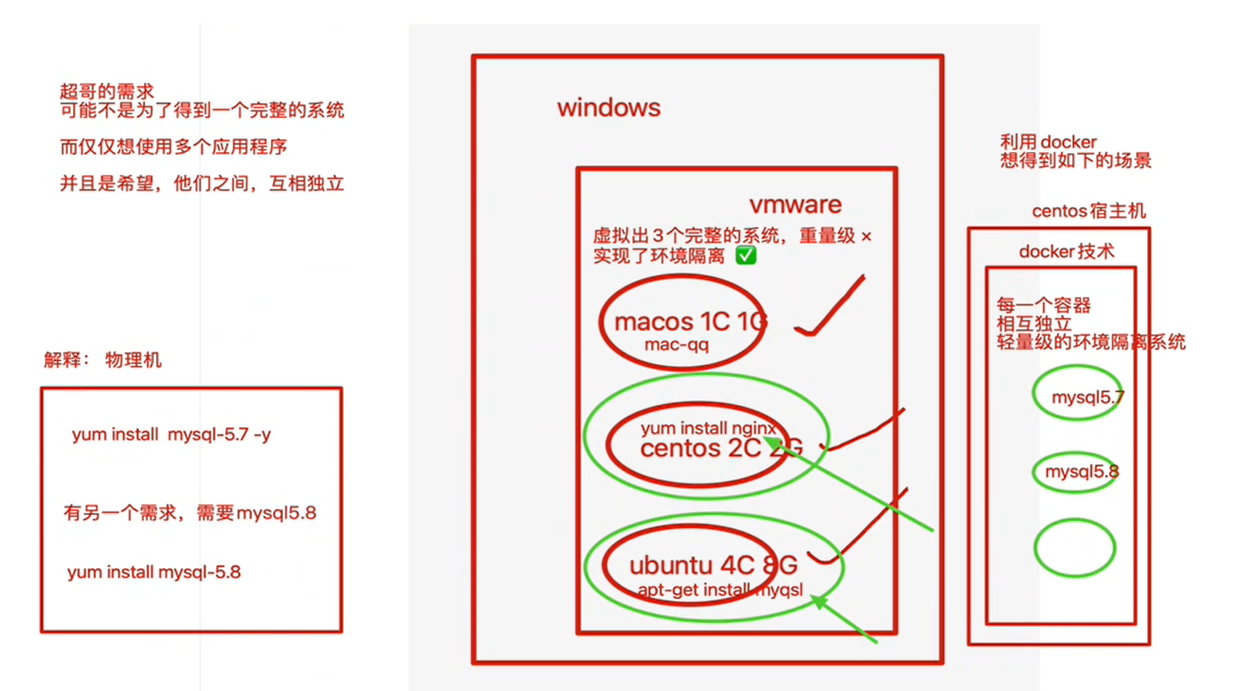 超哥的需求
可能不是为了得到一个完整的系统
而仅仅想使用多个应用程序
并且是希望，他们之间，互相独立
解释： 物理机
yum install mysql-5.7 -y
有另一个需求，需要mysql5.8
yum install mysql-5.8
windows
vmware
虚拟出3个完整的系统，重量级 ×
实现了环境隔离 ✅
macos 1C 1G
mac-qq
yum install nginx
centos 2C 2G
ubuntu 4C 8G
apt-get install myqsl
利用docker
想得到如下的场景
centos宿主机
docker技术
每一个容器
相互独立
轻量级的环境隔离系统
mysql5.7
mysql5.8